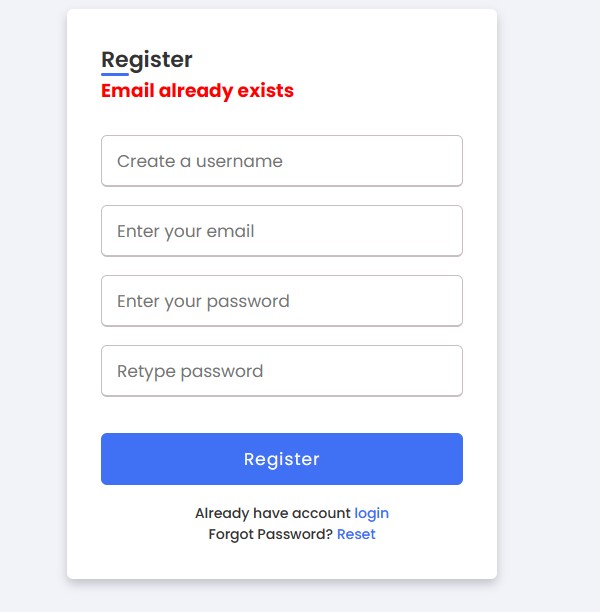 Register
Email already exists
Create a username
Enter your email
Enter your password
Retype password
Register
Already have account login
Forgot Password? Reset